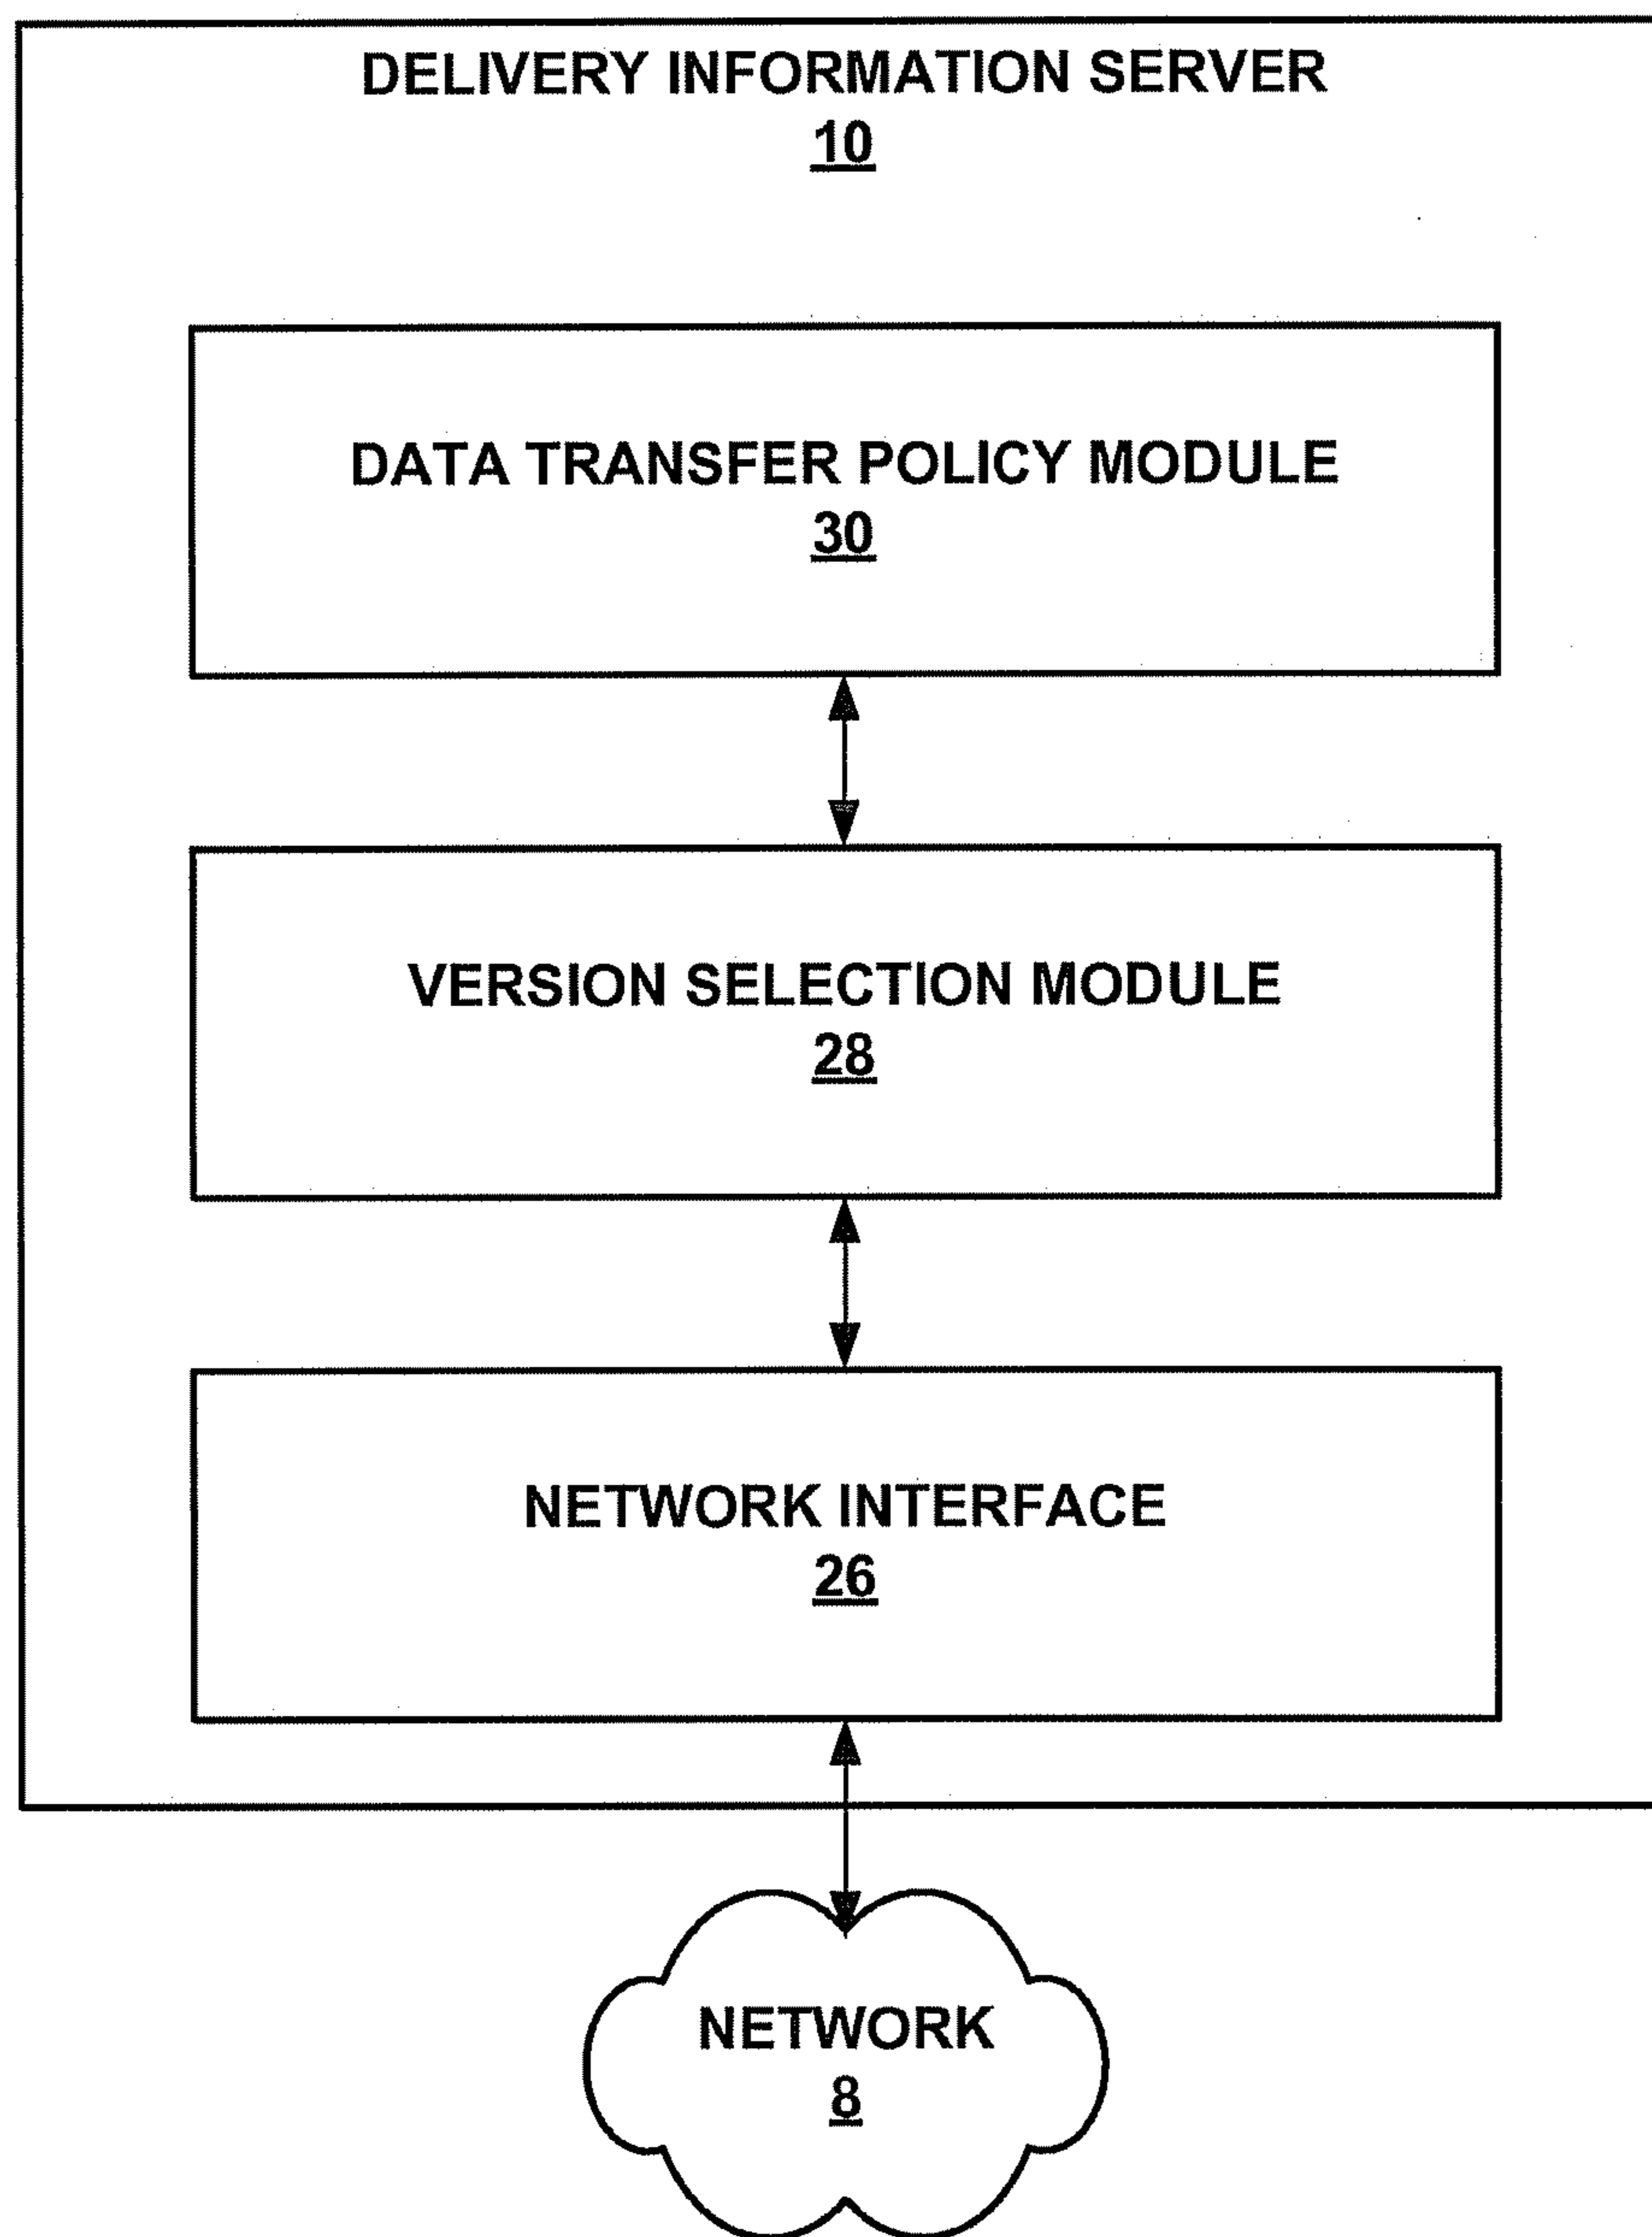 DELIVERY INFORMATION SERVER
10
DATA TRANSFER POLICY MODULE
30
VERSION SELECTION MODULE
28
NETWORK INTERFACE
26
NETWORK
8